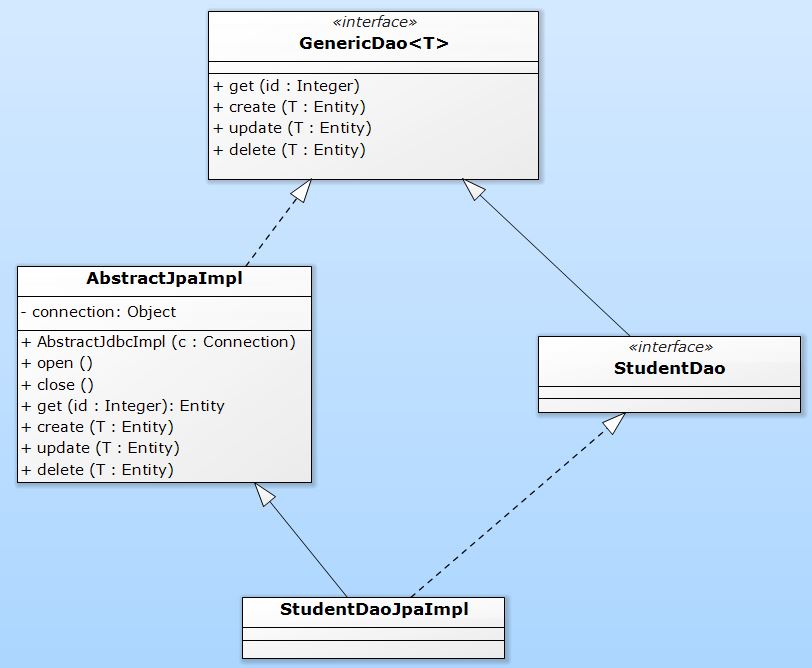 «interface»
GenericDao<T>
+ get (id : Integer)
+ create (T : Entity)
+ update (T : Entity)
+ delete (T : Entity)
AbstractJpaImpl
- connection: Object
+ AbstractJdbcImpl (c : Connection)
+ open ()
+ close ()
+ get (id : Integer): Entity
+ create (T : Entity)
+ update (T : Entity)
+ delete (T : Entity)
«interface»
StudentDao
StudentDaoJpaImpl